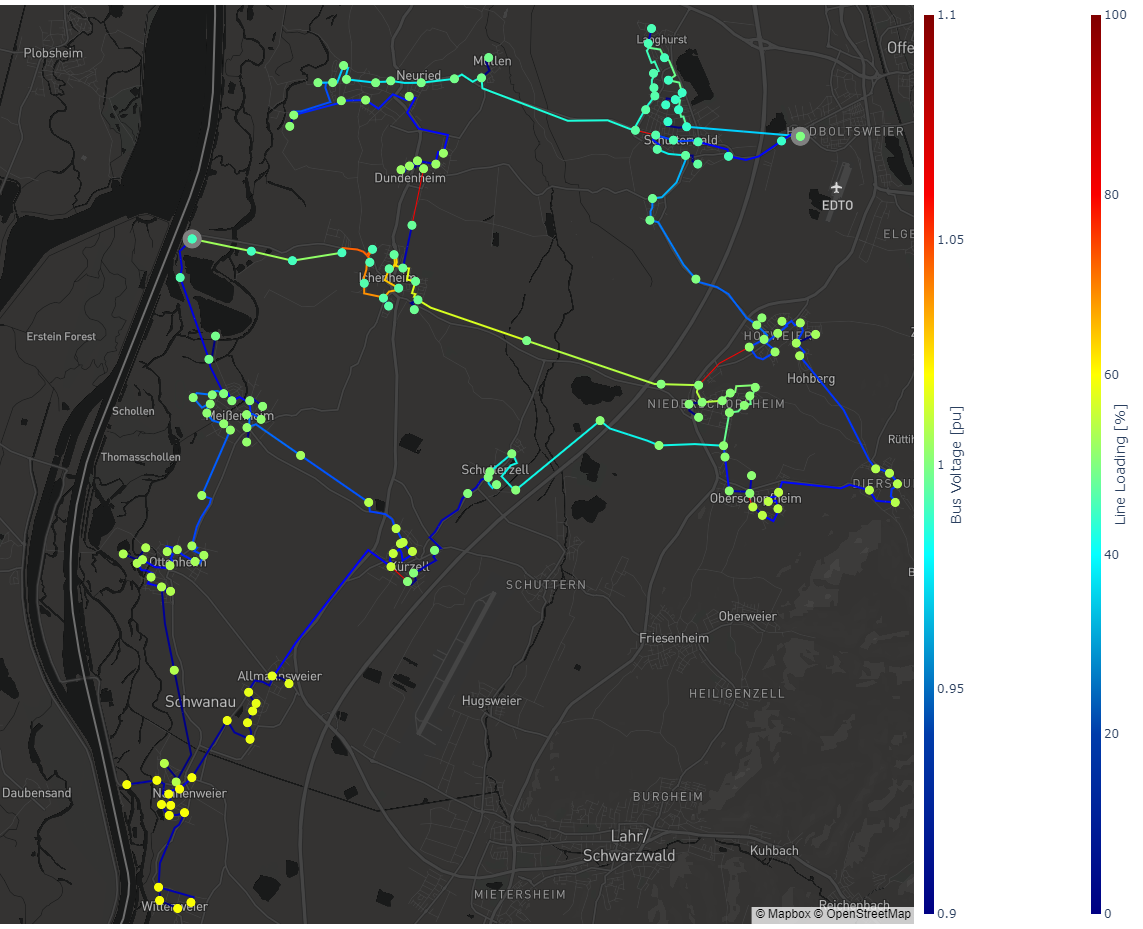 Plobsheim
Langhurst
Offe
Müllen
Neuried
HOLDBOLTSWEIER
Schutterwald
Dundenheim
EDTO
ELGE
Ichenheim
Erstein Forest
HOFWEIER
Hohberg
Schollen
Meißenheim
NIEDERSCHOPFHEIM
Rütti
Thomasschollen
Schutterzell
DIERSBU
Oberschopfheim
Ottenheim
Kürzell
SCHUTTERN
Oberweier
Friesenheim
Allmannsweier
Schwanau
Hugsweier
HEILIGENZELL
Daubensand
Nonnenweier
BURGHEIM
Lahr/
Schwarzwald
Kuhbach
MIETERSHEIM
Wittenweier
Reichenbach
© Mapbox © OpenStreetMap
1.1
1.05
1
0.95
0.9
Bus Voltage [pu]
100
80
60
40
20
0
Line Loading [%]